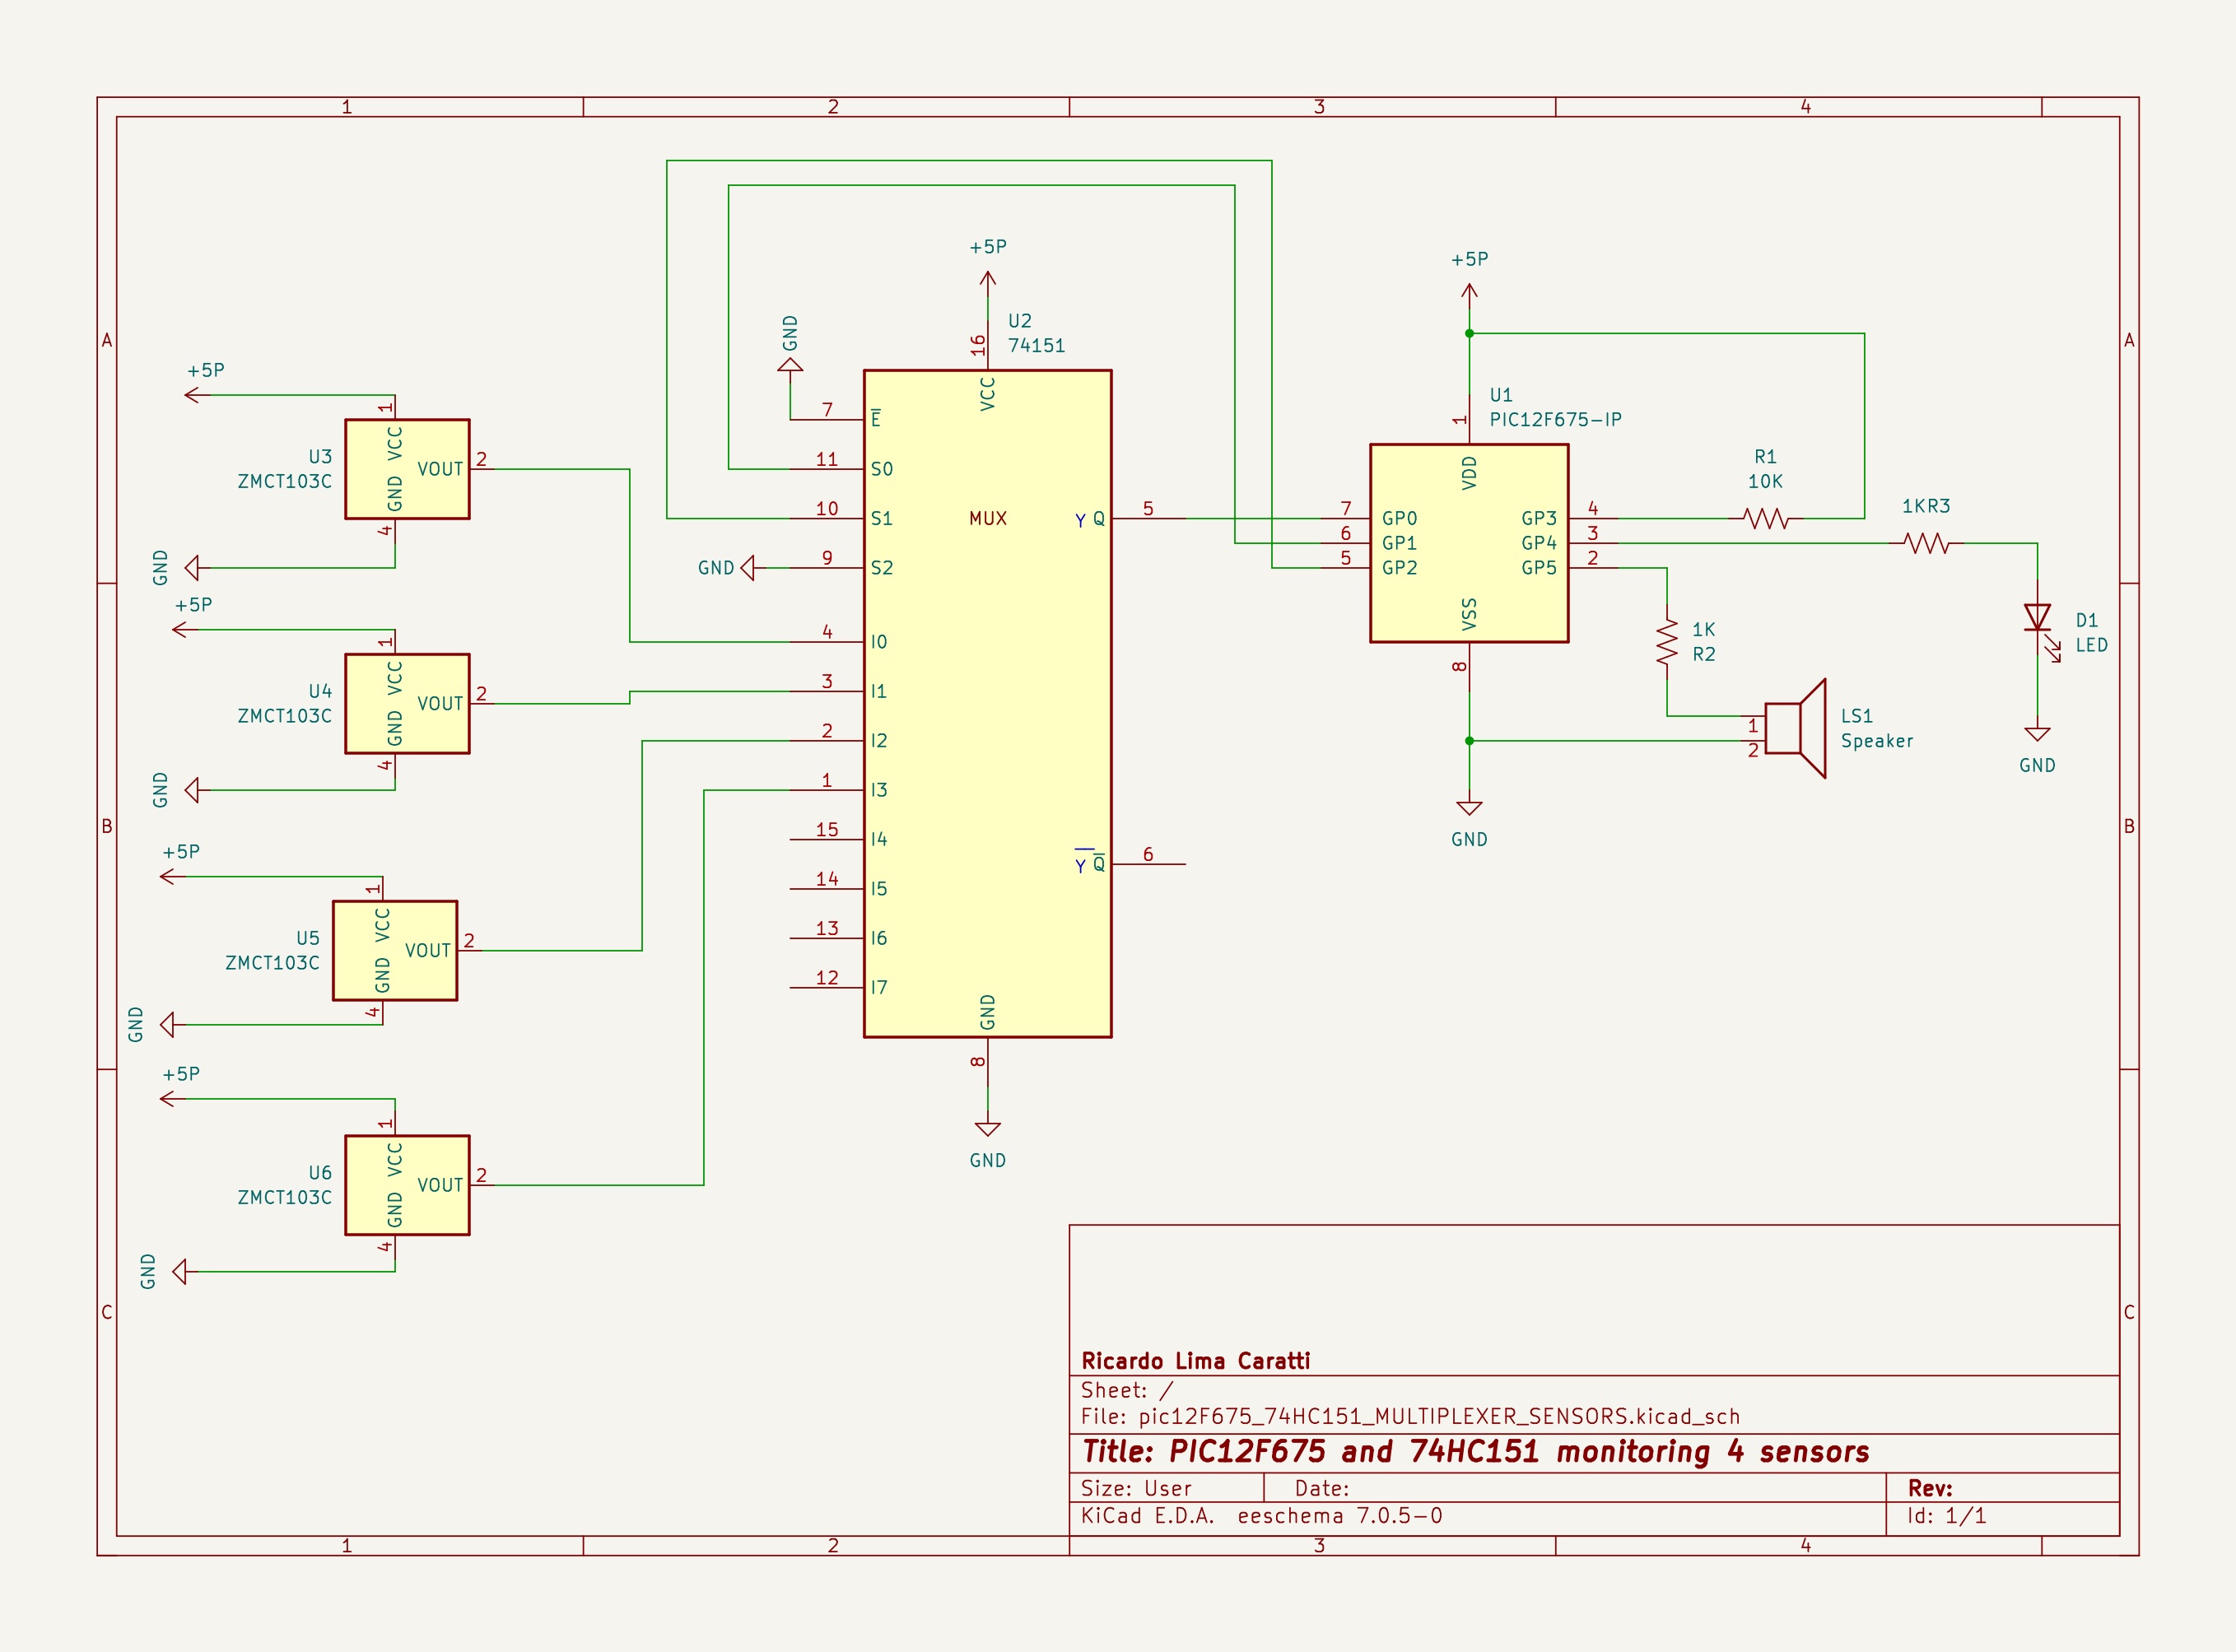 1 2 3 4
A A
B B
C C
1 2 3 4
+5P
1
VCC
U3
ZMCT103C
VOUT
2
GND
4
GND
+5P
1
VCC
U4
ZMCT103C
VOUT
2
GND
4
GND
+5P
1
VCC
U5
ZMCT103C
VOUT
2
GND
4
GND
+5P
1
VCC
U6
ZMCT103C
VOUT
2
GND
4
GND
+5P
U2
74151
16
VCC
GND
7 E̅
11 S0
10 S1
GND 9 S2
4 I0
3 I1
2 I2
1 I3
15 I4
14 I5
13 I6
12 I7
MUX
Y Q 5
Y̅ Q̅ 6
GND
8
GND
+5P
U1
PIC12F675-IP
1
VDD
7 GP0
6 GP1
5 GP2
GP3 4
GP4 3
GP5 2
VSS
8
GND
R1
10K
1KR3
1K
R2
1
2
LS1
Speaker
D1
LED
GND
Ricardo Lima Caratti
Sheet: /
File: pic12F675_74HC151_MULTIPLEXER_SENSORS.kicad_sch
Title: PIC12F675 and 74HC151 monitoring 4 sensors
Size: User Date: Rev:
KiCad E.D.A. eeschema 7.0.5-0 Id: 1/1